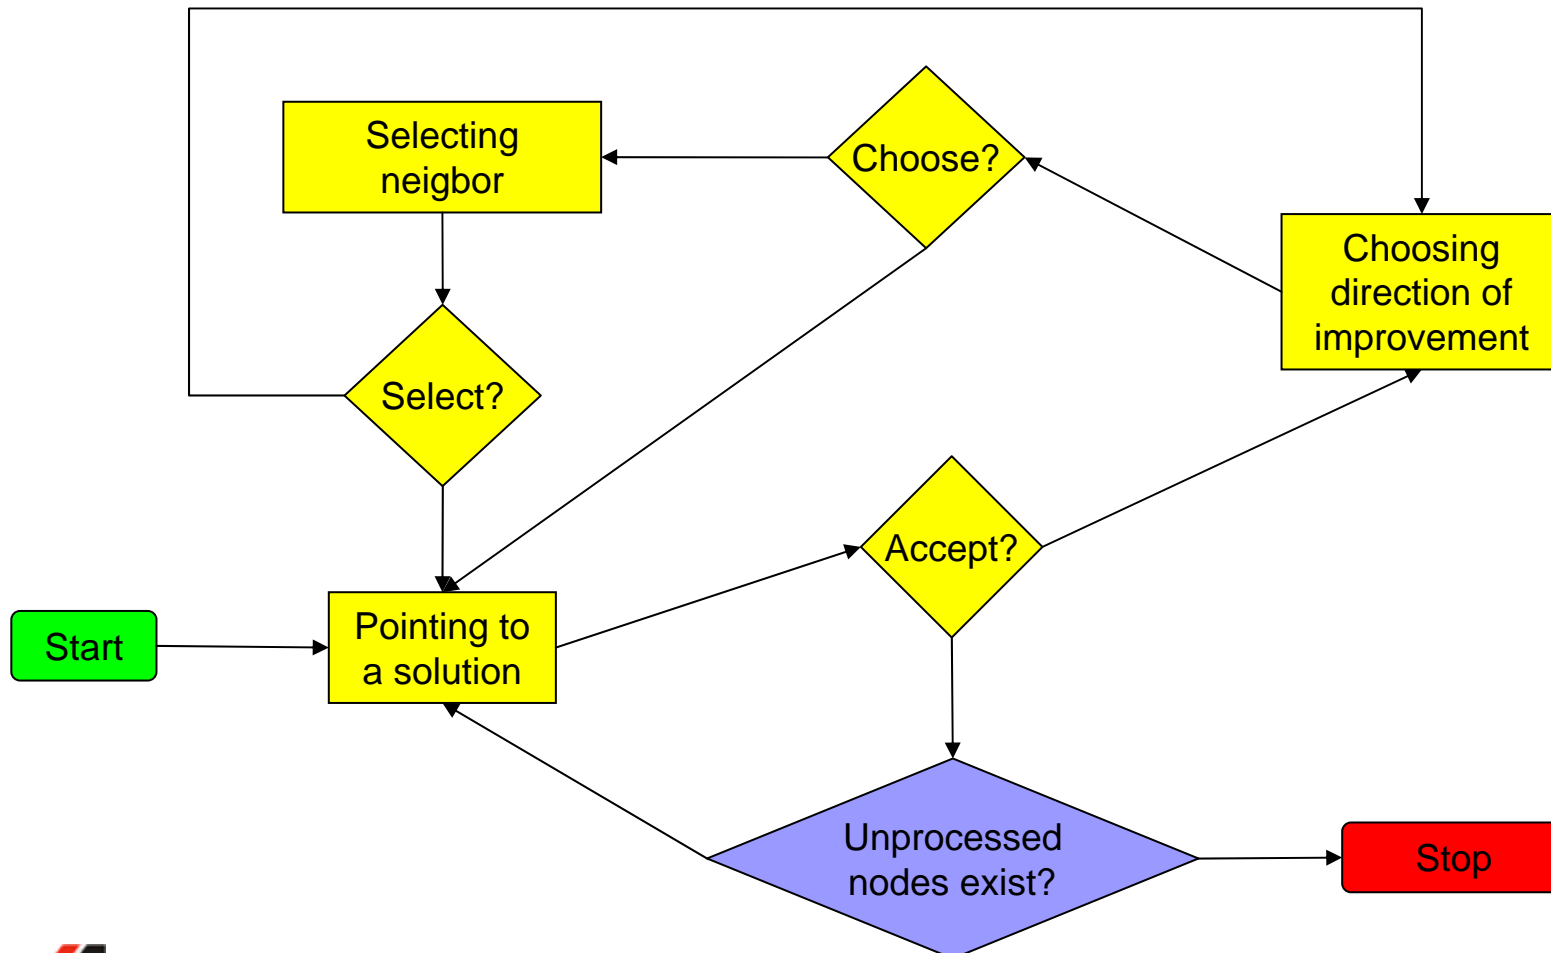 Selecting
neigbor
Choose?
Choosing
direction of
improvement
Select?
Accept?
Start
Pointing to
a solution
Unprocessed
nodes exist?
Stop